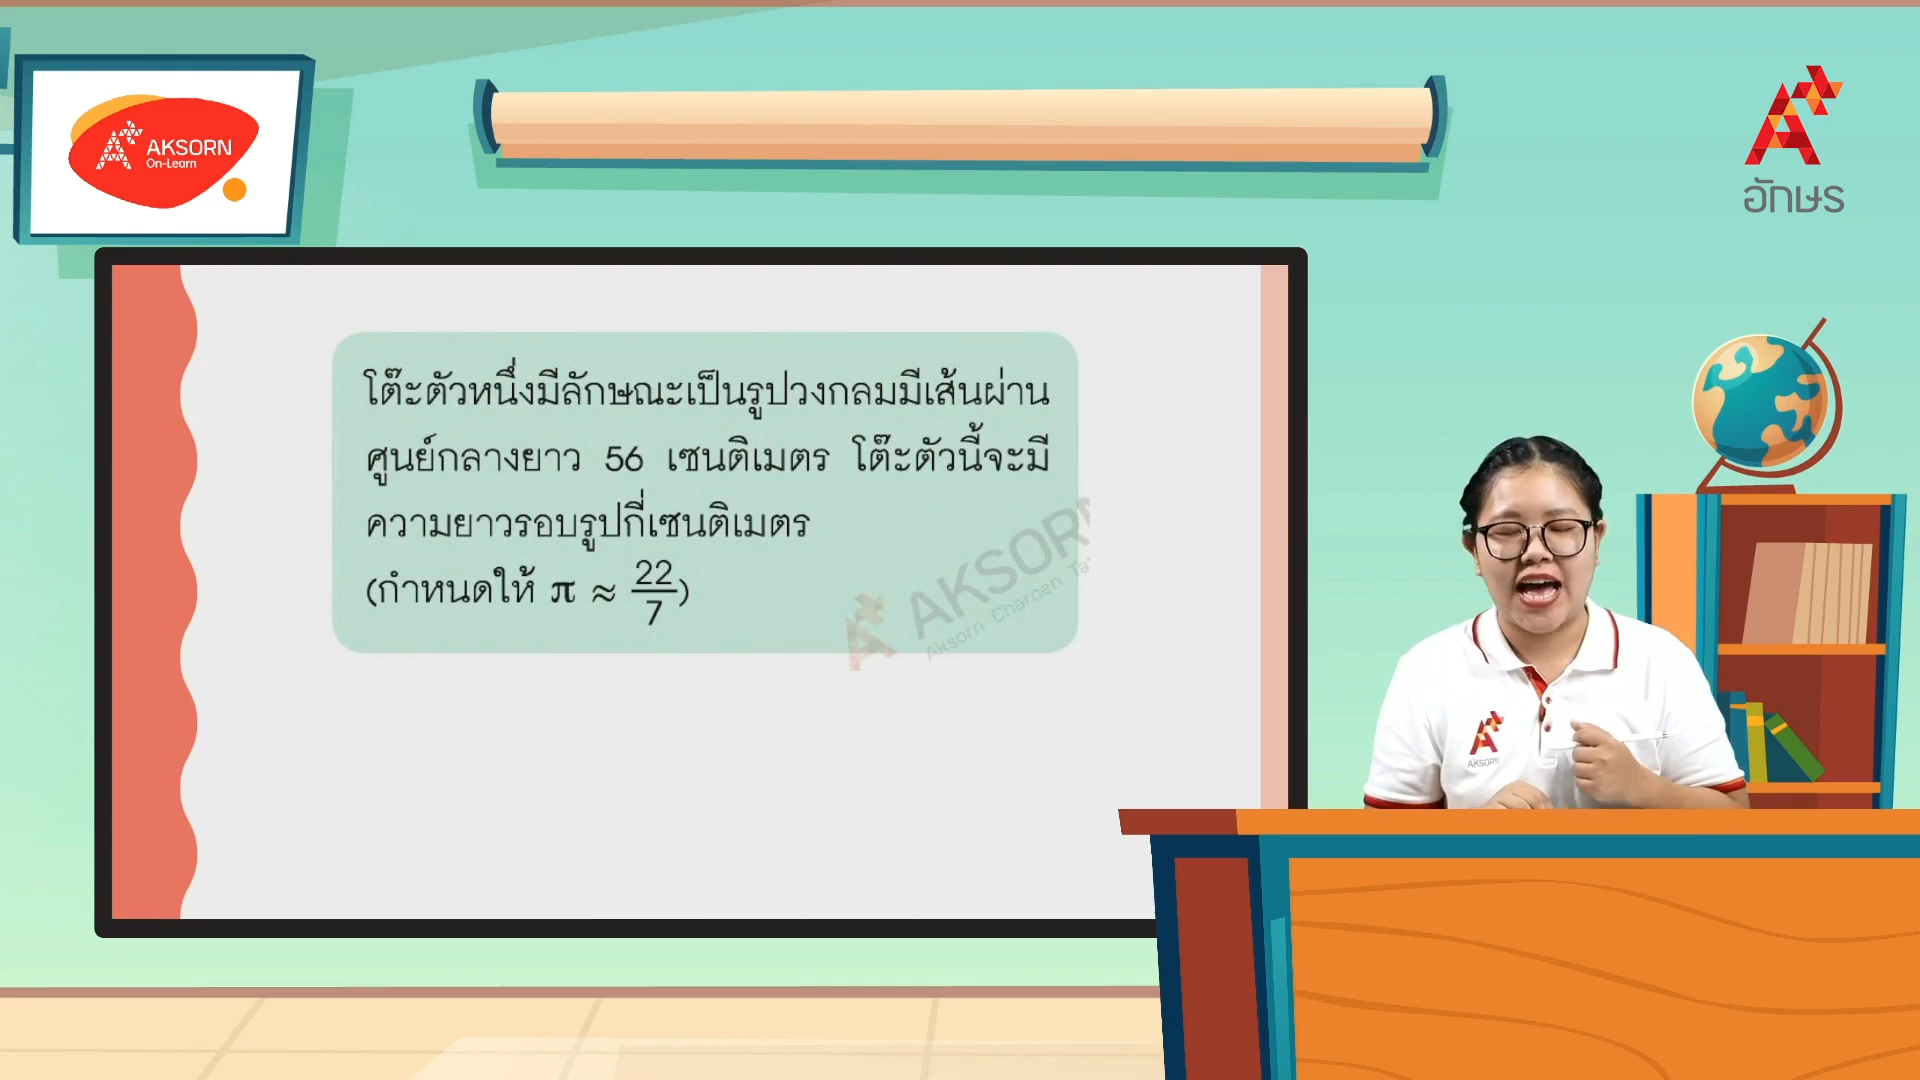 AKSORN
On-Learn
อักษร
โต๊ะตัวหนึ่งมีลักษณะเป็นรูปวงกลมมีเส้นผ่าน
ศูนย์กลางยาว 56 เซนติเมตร โต๊ะตัวนี้จะมี
ความยาวรอบรูปกี่เซนติเมตร
(กำหนดให้ π ≈ 22/7)
AKSORN
Aksorn Charoen
AKSORN